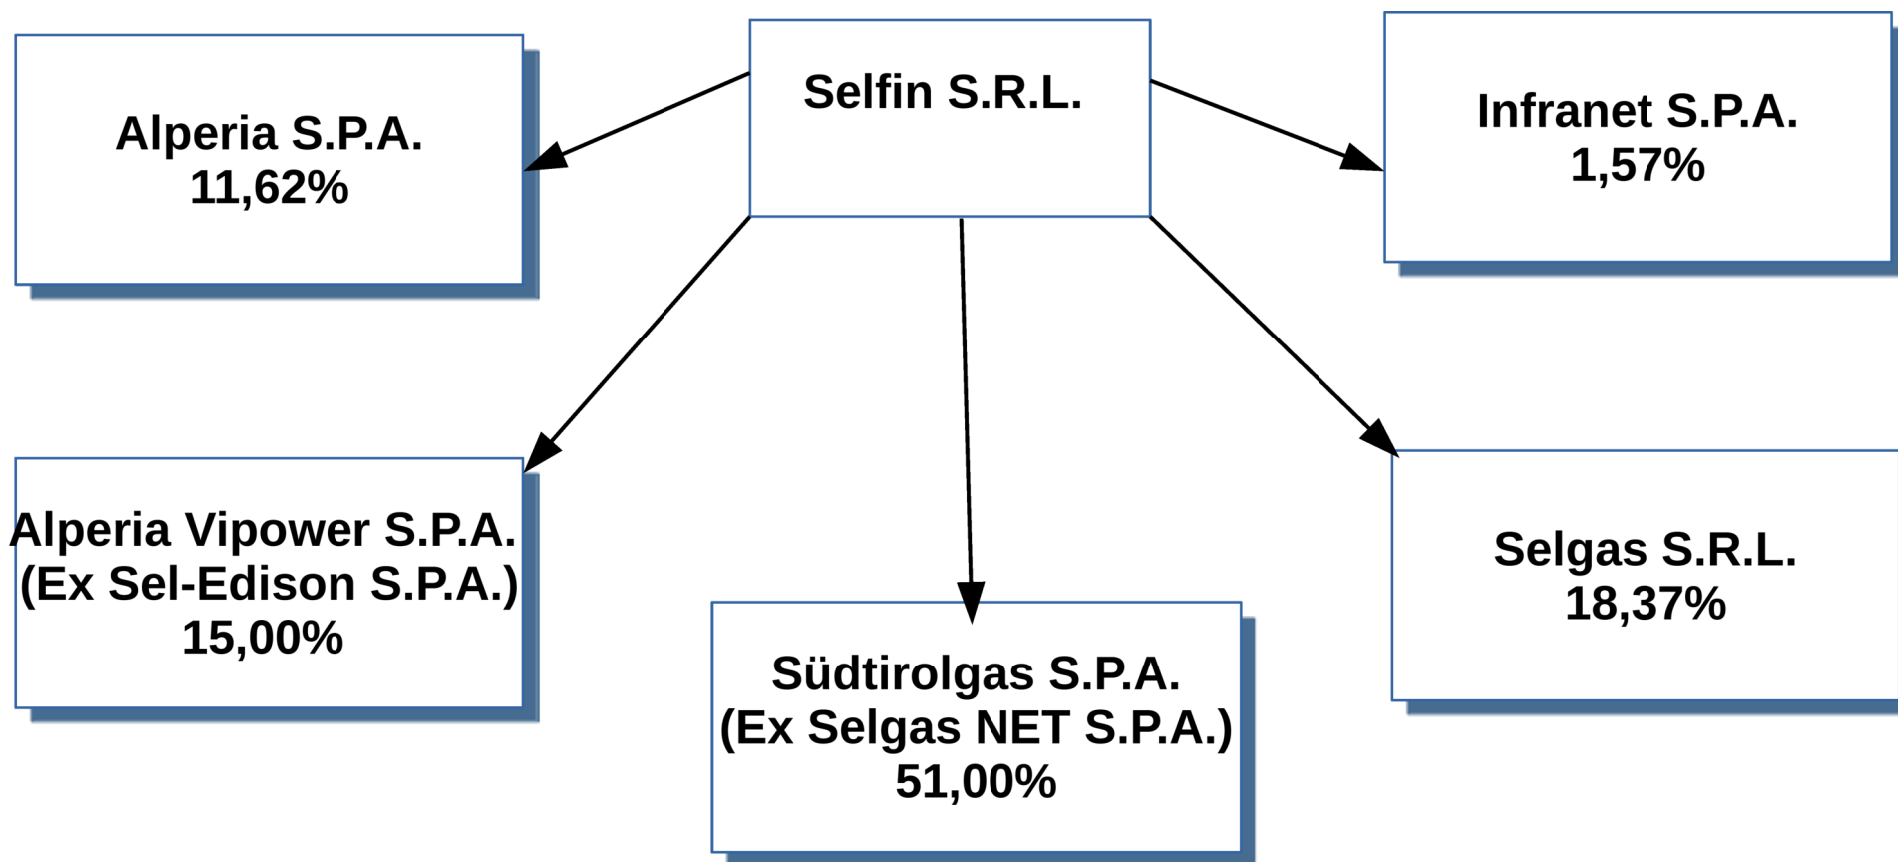 Selfin S.R.L.
Alperia S.P.A.
11,62%
Infranet S.P.A.
1,57%
Alperia Vipower S.P.A.
(Ex Sel-Edison S.P.A.)
15,00%
Südtirolgas S.P.A.
(Ex Selgas NET S.P.A.)
51,00%
Selgas S.R.L.
18,37%